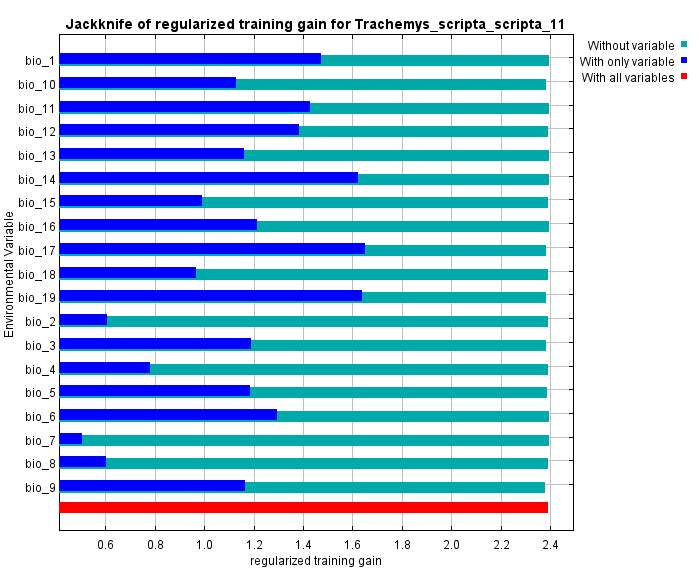 Jackknife of regularized training gain for Trachemys_scripta_scripta_11
Without variable
With only variable
With all variables
Environmental Variable
bio_1
bio_10
bio_11
bio_12
bio_13
bio_14
bio_15
bio_16
bio_17
bio_18
bio_19
bio_2
bio_3
bio_4
bio_5
bio_6
bio_7
bio_8
bio_9
0.6 0.8 1.0 1.2 1.4 1.6 1.8 2.0 2.2 2.4
regularized training gain